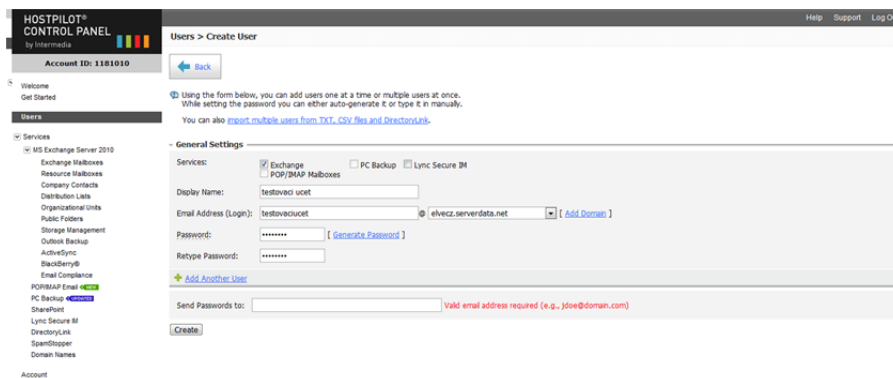 HOSTPILOT®
CONTROL PANEL
by Intermedia
Account ID: 1181010
Welcome
Get Started
Users
Services
MS Exchange Server 2010
Exchange Mailboxes
Resource Mailboxes
Company Contacts
Distribution Lists
Organizational Units
Public Folders
Storage Management
Outlook Backup
ActiveSync
BlackBerry®
Email Compliance
POP/IMAP Email NEW
PC Backup UPDATED
SharePoint
Lync Secure IM
DirectoryLink
SpamStopper
Domain Names
Account
Help Support Log O
Users > Create User
Back
Using the form below, you can add users one at a time or multiple users at once.
While setting the password you can either auto-generate it or type it in manually.
You can also import multiple users from TXT, CSV files and DirectoryLink.
General Settings
Services: Exchange PC Backup Lync Secure IM
POP/IMAP Mailboxes
Display Name: testovaci ucet
Email Address (Login): testovaciucet @ elvecz.serverdata.net [ Add Domain ]
Password: •••••••• [ Generate Password ]
Retype Password: ••••••••
Add Another User
Send Passwords to: Valid email address required (e.g., jdoe@domain.com)
Create